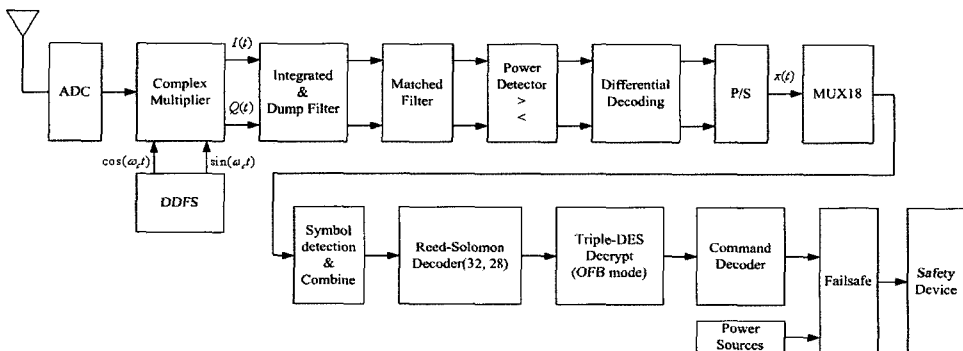 ADC
Complex
Multiplier
I(t)
Q(t)
cos(ω_c t)
sin(ω_c t)
DDFS
Integrated
&
Dump Filter
Matched
Filter
Power
Detector
>
<
Differential
Decoding
P/S
x(t)
MUX18
Symbol
detection
&
Combine
Reed-Solomon
Decoder(32, 28)
Triple-DES
Decrypt
(OFB mode)
Command
Decoder
Power
Sources
Failsafe
Safety
Device